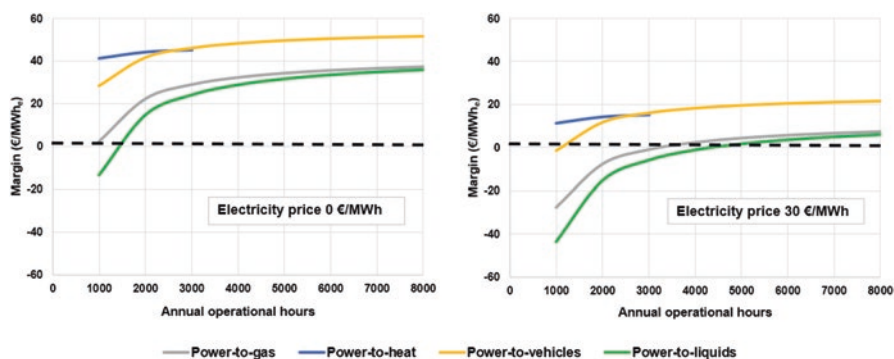 60
40
20
0
-20
-40
-60
Margin (€/MWhₑ)
Electricity price 0 €/MWh
0 1000 2000 3000 4000 5000 6000 7000 8000
Annual operational hours
60
40
20
0
-20
-40
-60
Margin (€/MWhₑ)
Electricity price 30 €/MWh
0 1000 2000 3000 4000 5000 6000 7000 8000
Annual operational hours
Power-to-gas Power-to-heat Power-to-vehicles Power-to-liquids